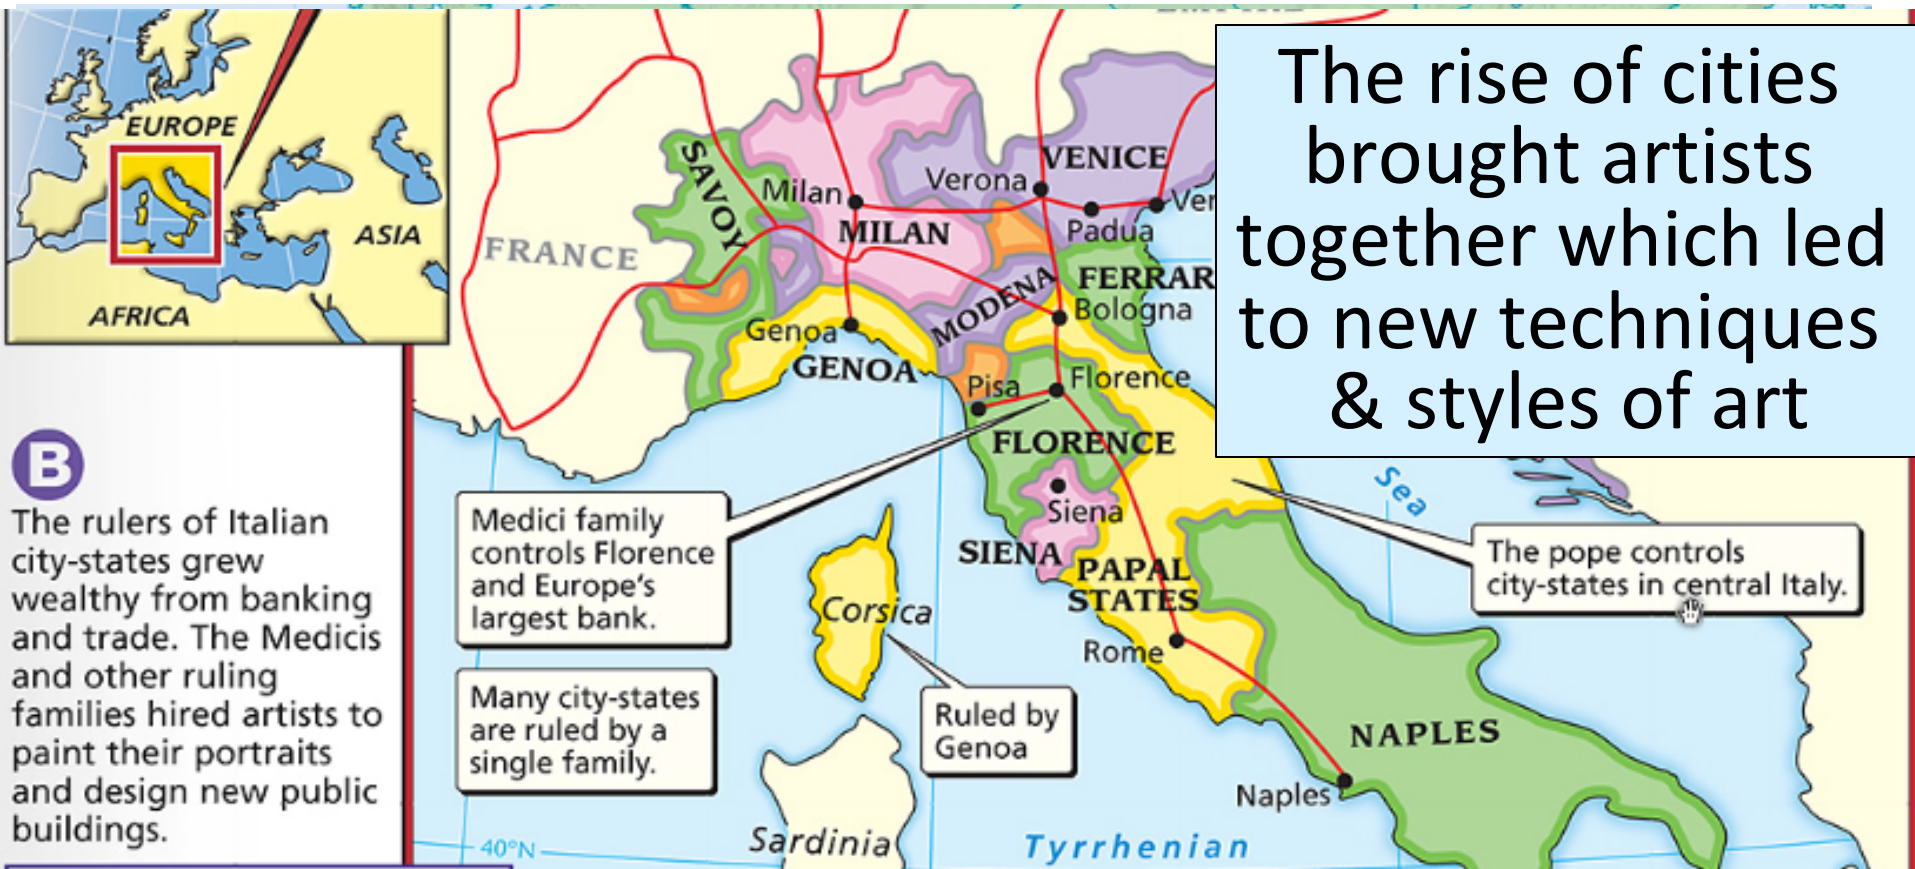 The rise of cities
brought artists
together which led
to new techniques
& styles of art
EUROPE
ASIA
AFRICA
B
The rulers of Italian
city-states grew
wealthy from banking
and trade. The Medicis
and other ruling
families hired artists to
paint their portraits
and design new public
buildings.
FRANCE
SAVOY
Milan
MILAN
Verona
VENICE
Padua
Ver
MODENA
FERRAR
Bologna
Genoa
GENOA
Pisa
Florence
FLORENCE
Siena
SIENA
PAPAL
STATES
Rome
Sea
Medici family
controls Florence
and Europe's
largest bank.
Many city-states
are ruled by a
single family.
Corsica
Ruled by
Genoa
The pope controls
city-states in central Italy.
NAPLES
Naples
Sardinia
Tyrrhenian
40°N